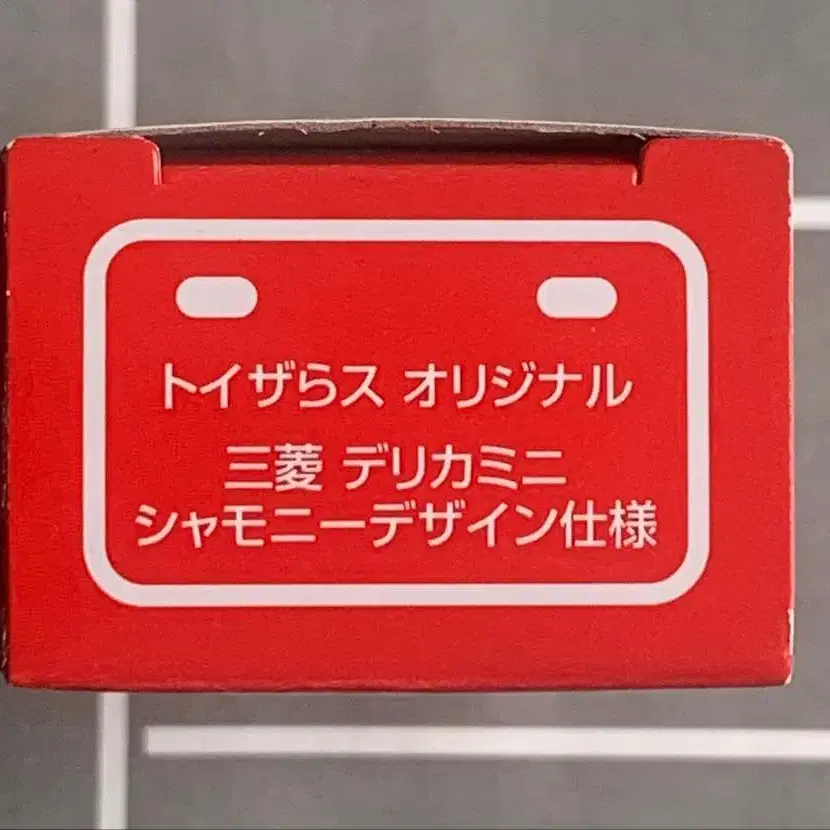 トイザらス オリジナル
三菱 デリカミニ
シャモニーデザイン仕様